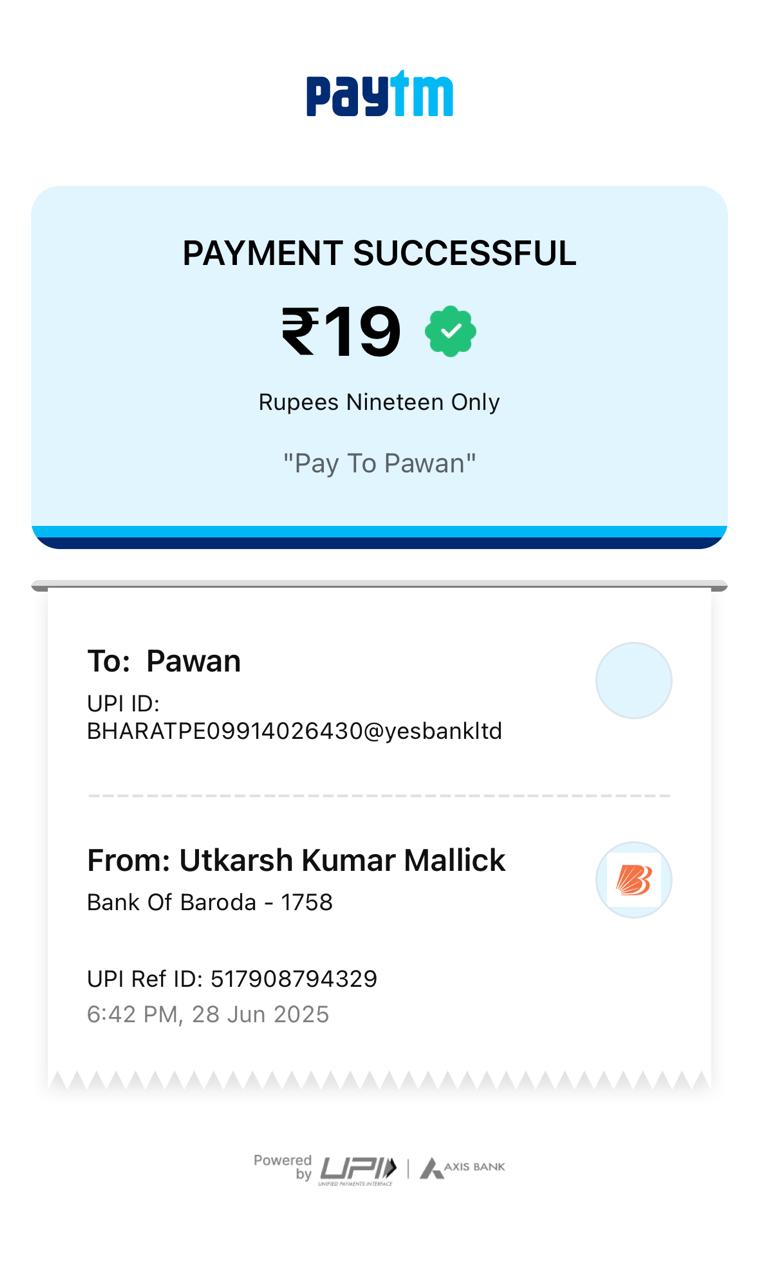 paytm
PAYMENT SUCCESSFUL
₹19
Rupees Nineteen Only
"Pay To Pawan"
To: Pawan
UPI ID:
BHARATPE09914026430@yesbankltd
From: Utkarsh Kumar Mallick
Bank Of Baroda - 1758
UPI Ref ID: 517908794329
6:42 PM, 28 Jun 2025
Powered by UPI | AXIS BANK
UNIFIED PAYMENTS INTERFACE